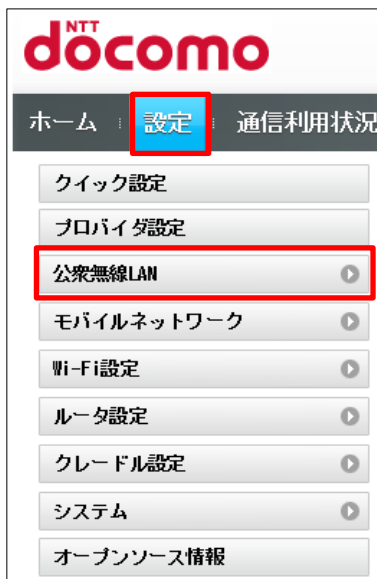 NTT
döcomo
ホーム 設定 通信利用状況
クイック設定
プロバイダ設定
公衆無線LAN
モバイルネットワーク
Wi-Fi設定
ルータ設定
クレードル設定
システム
オープンソース情報